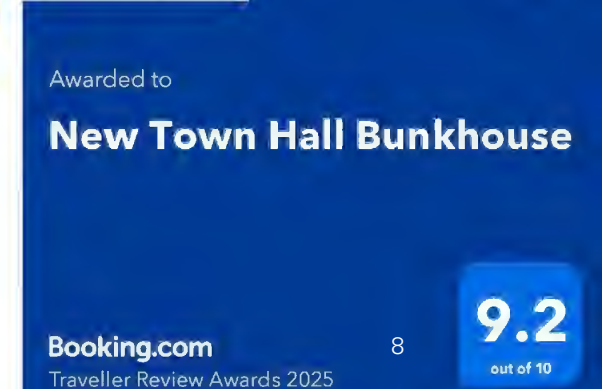 Awarded to
New Town Hall Bunkhouse
9.2
Booking.com
8
out of 10
Traveller Review Awards 2025